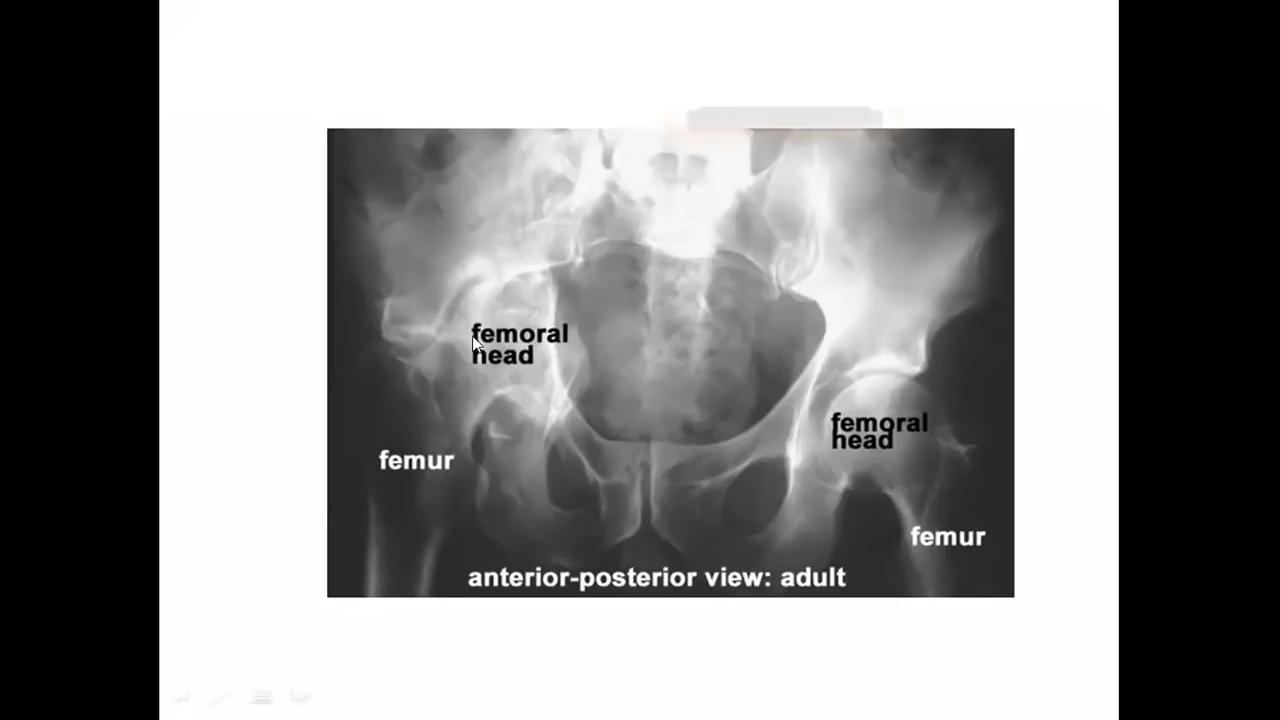 femoral
head
femoral
head
femur
femur
anterior-posterior view: adult